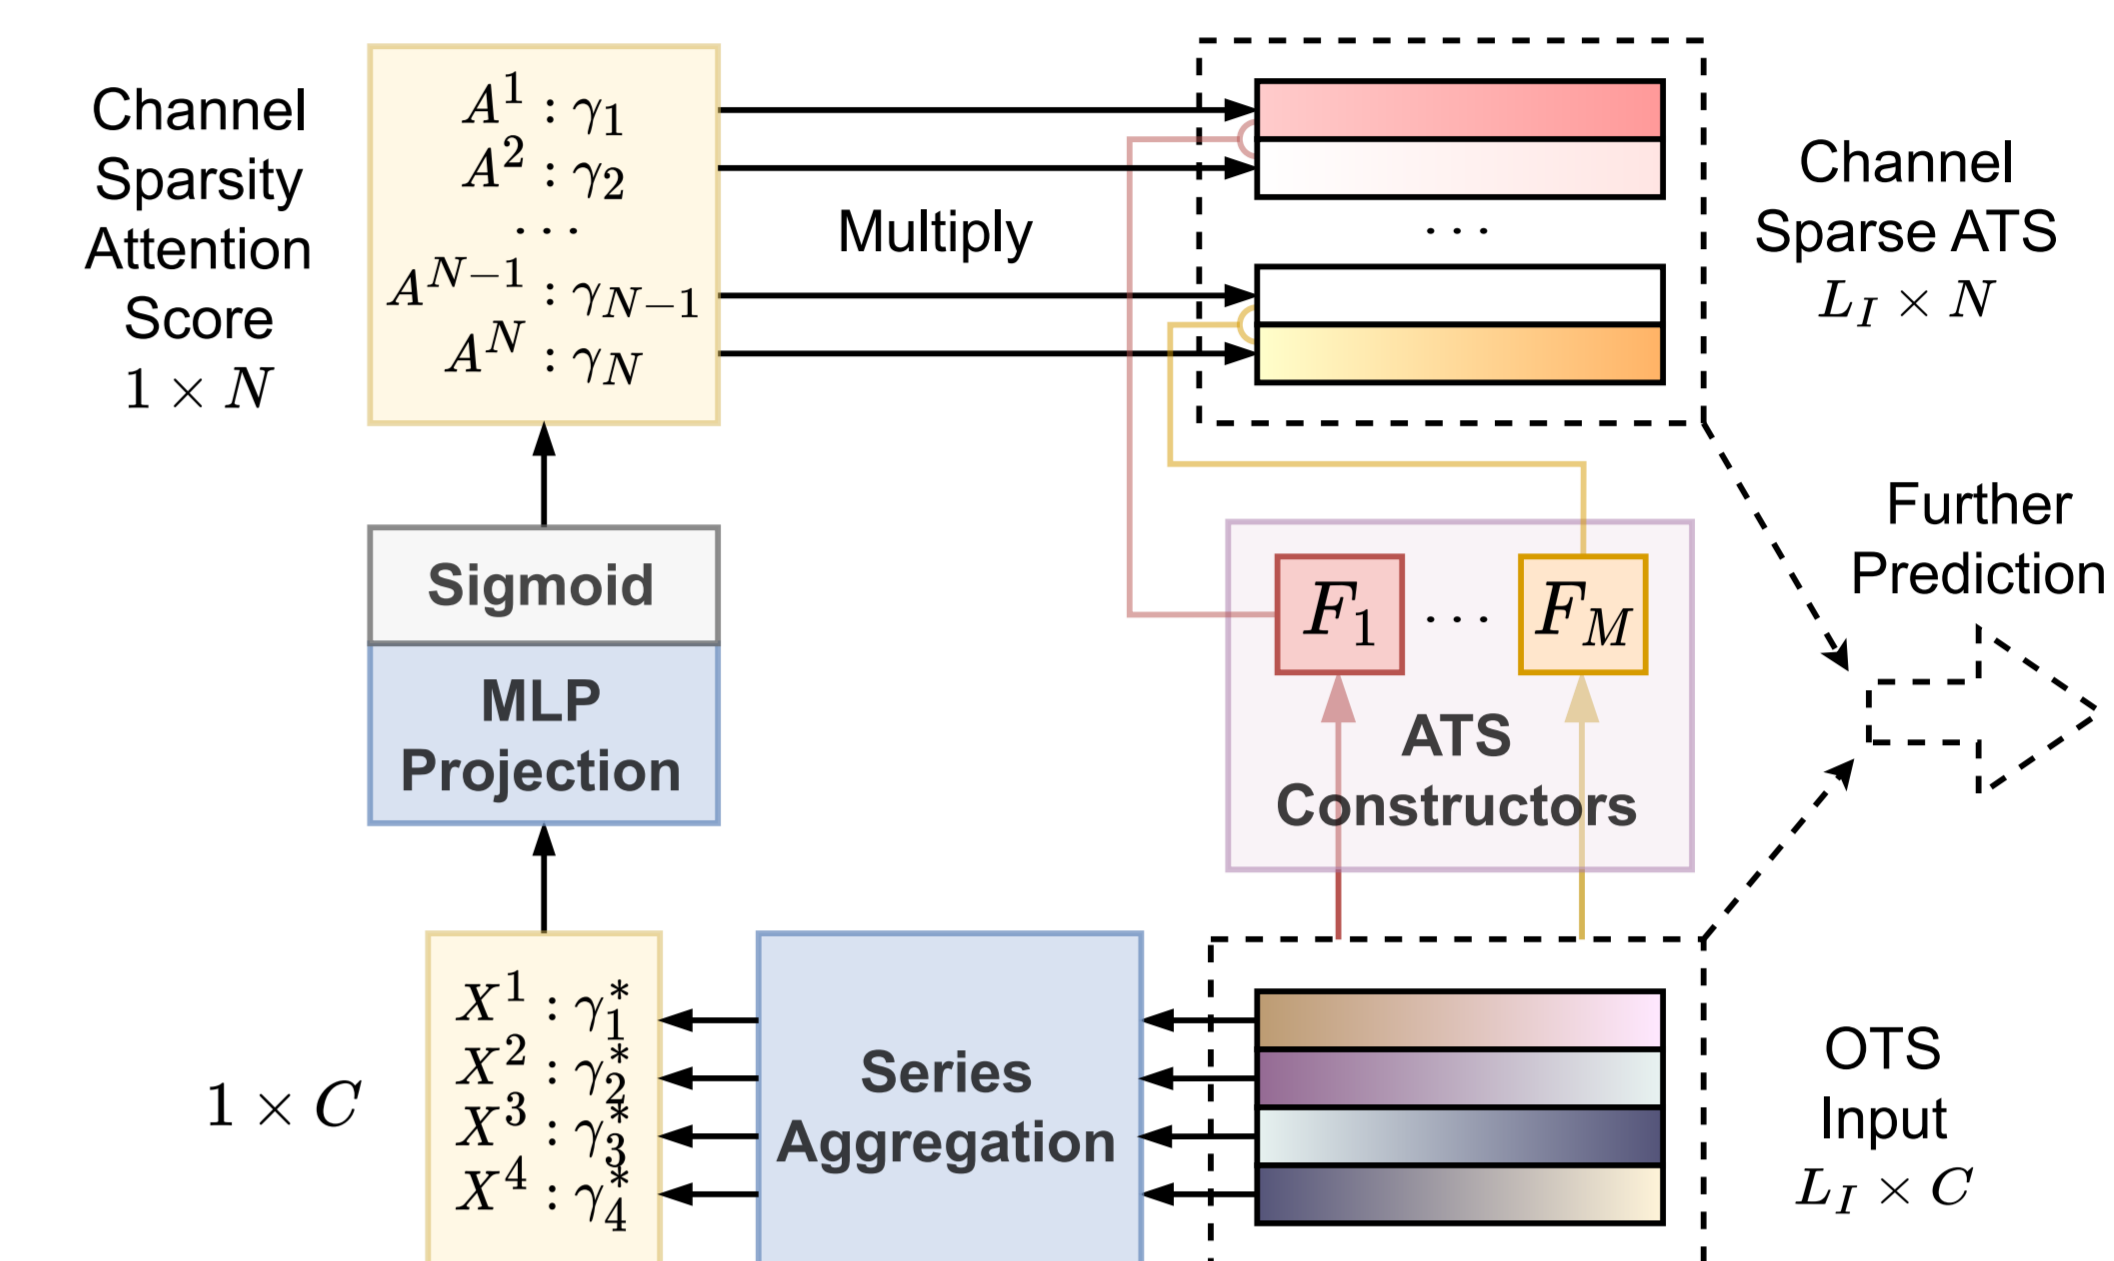 Channel
Sparsity
Attention
Score
1 × N
A^1 : γ_1
A^2 : γ_2
...
A^{N−1} : γ_{N−1}
A^N : γ_N
Multiply
...
Channel
Sparse ATS
L_I × N
Further
Prediction
Sigmoid
MLP
Projection
F_1 ... F_M
ATS
Constructors
1 × C
X^1 : γ_1^*
X^2 : γ_2^*
X^3 : γ_3^*
X^4 : γ_4^*
Series
Aggregation
OTS
Input
L_I × C